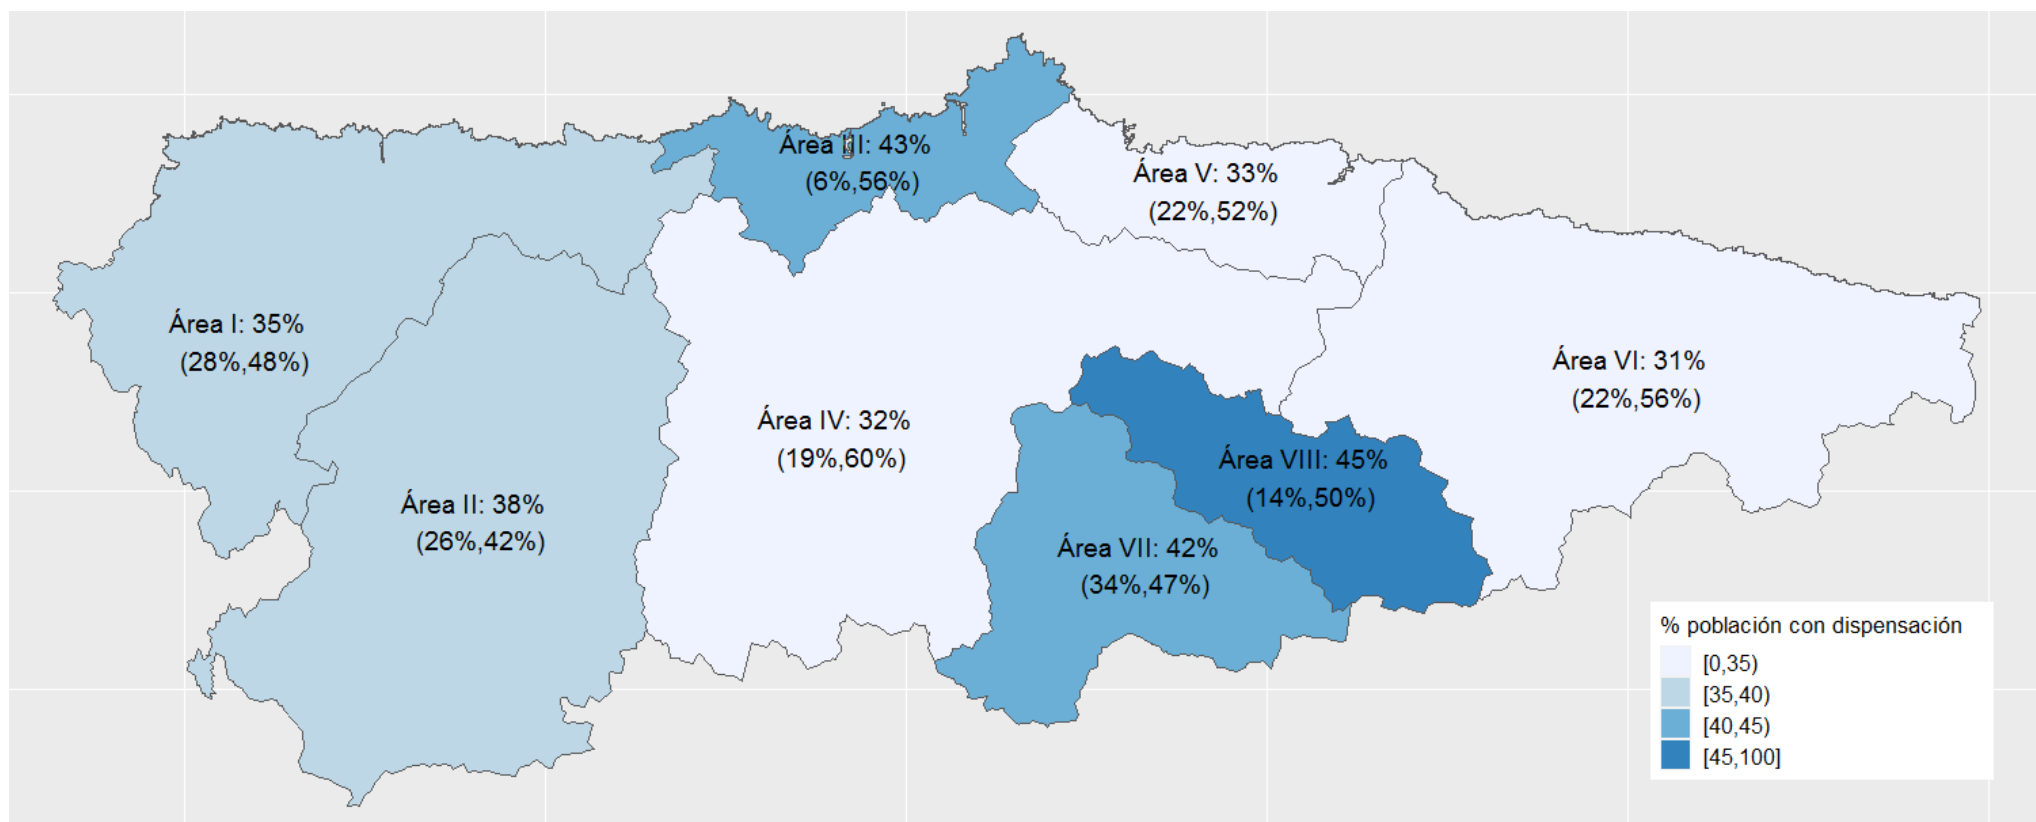 Área III: 43%
(6%,56%)
Área V: 33%
(22%,52%)
Área I: 35%
(28%,48%)
Área VI: 31%
(22%,56%)
Área IV: 32%
(19%,60%)
Área VIII: 45%
(14%,50%)
Área II: 38%
(26%,42%)
Área VII: 42%
(34%,47%)
% población con dispensación
[0,35)
[35,40)
[40,45)
[45,100]